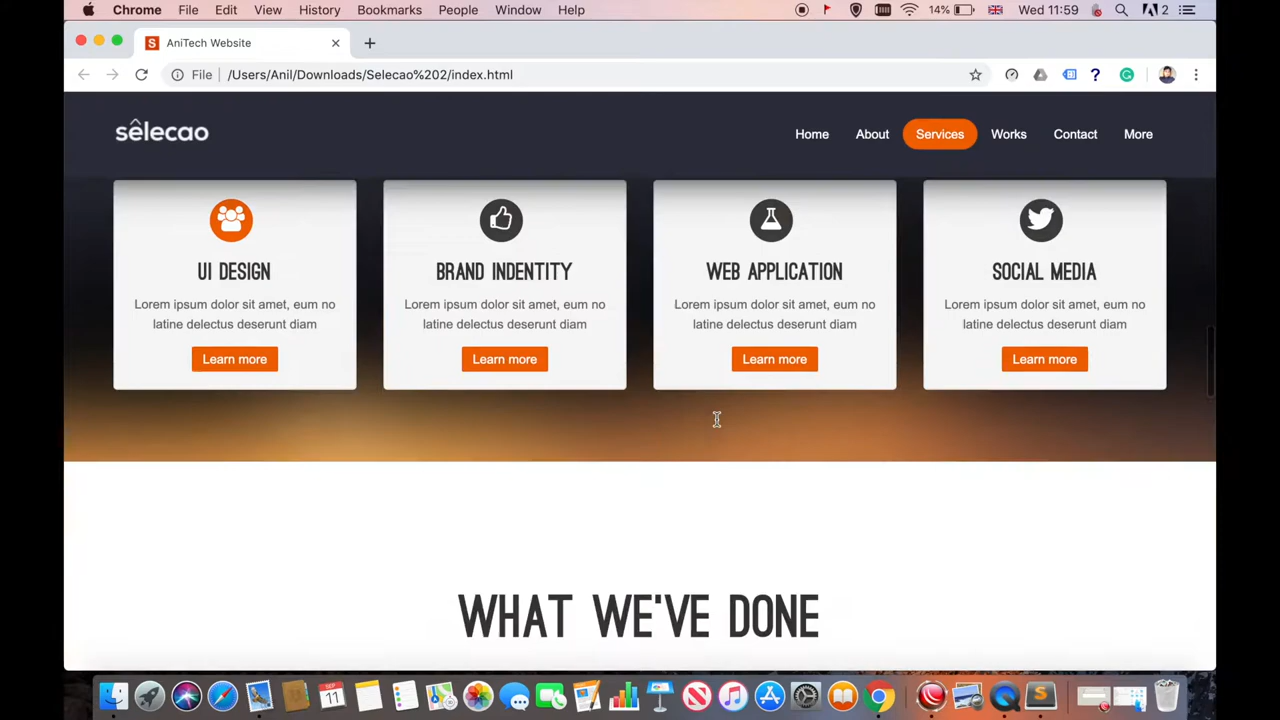 Chrome File Edit View History Bookmarks People Window Help 14% Wed 11:59 2
S AniTech Website
File /Users/Anil/Downloads/Selecao%202/index.html
sêlecao Home About Services Works Contact More
UI DESIGN BRAND INDENTITY WEB APPLICATION SOCIAL MEDIA
Lorem ipsum dolor sit amet, eum no Lorem ipsum dolor sit amet, eum no Lorem ipsum dolor sit amet, eum no Lorem ipsum dolor sit amet, eum no
latine delectus deserunt diam latine delectus deserunt diam latine delectus deserunt diam latine delectus deserunt diam
Learn more Learn more Learn more Learn more
WHAT WE'VE DONE
SEP
11